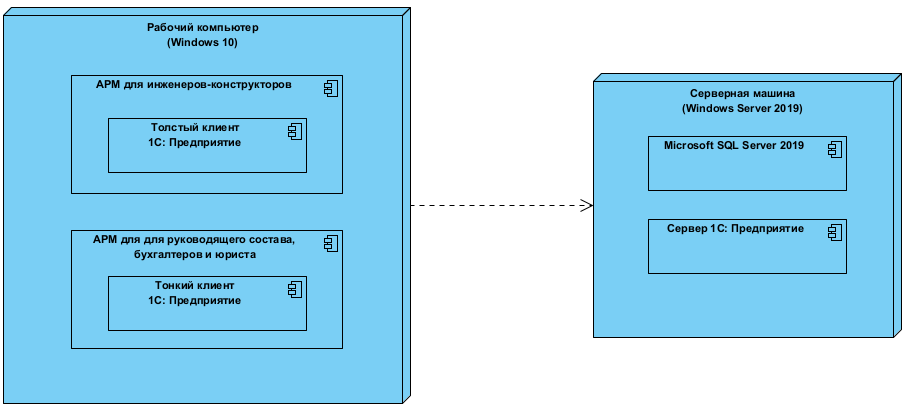 Рабочий компьютер
(Windows 10)
АРМ для инженеров-конструкторов
Толстый клиент
1С: Предприятие
АРМ для для руководящего состава,
бухгалтеров и юриста
Тонкий клиент
1С: Предприятие
Серверная машина
(Windows Server 2019)
Microsoft SQL Server 2019
Сервер 1С: Предприятие